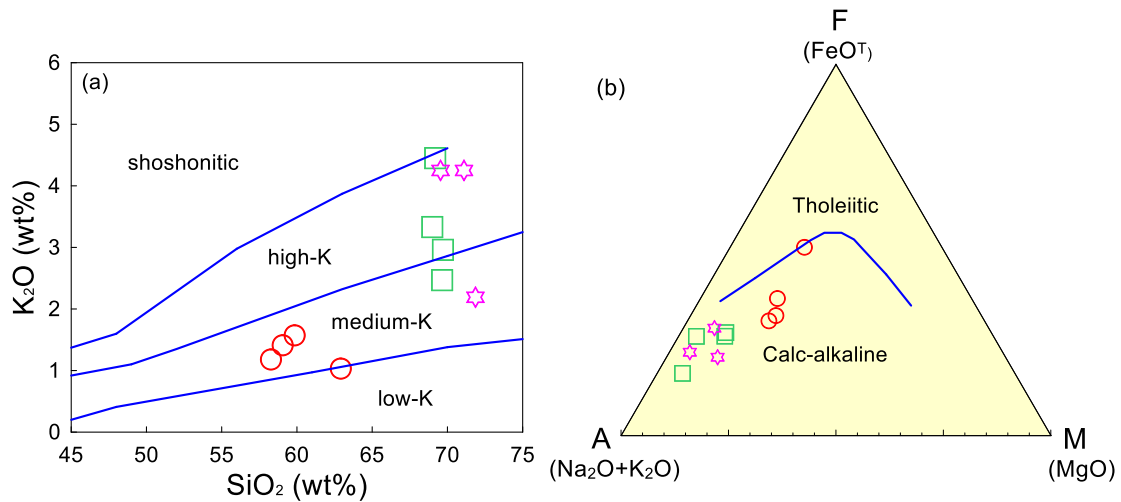 (a)
6
5
4
3
2
1
0
K₂O (wt%)
shoshonitic
high-K
medium-K
low-K
45 50 55 60 65 70 75
SiO₂ (wt%)
(b)
F
(FeOᵀ)
Tholeiitic
Calc-alkaline
A
(Na₂O+K₂O)
M
(MgO)